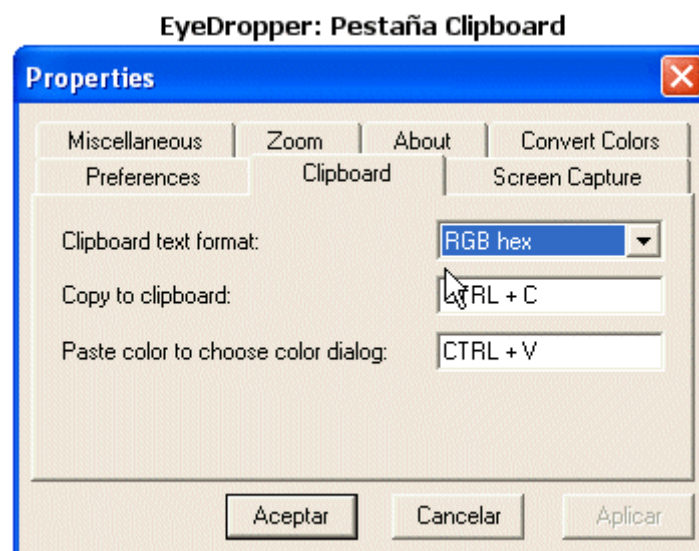 EyeDropper: Pestaña Clipboard
Properties
Miscellaneous Zoom About Convert Colors
Preferences Clipboard Screen Capture
Clipboard text format: RGB hex
Copy to clipboard: CTRL + C
Paste color to choose color dialog: CTRL + V
Aceptar Cancelar Aplicar